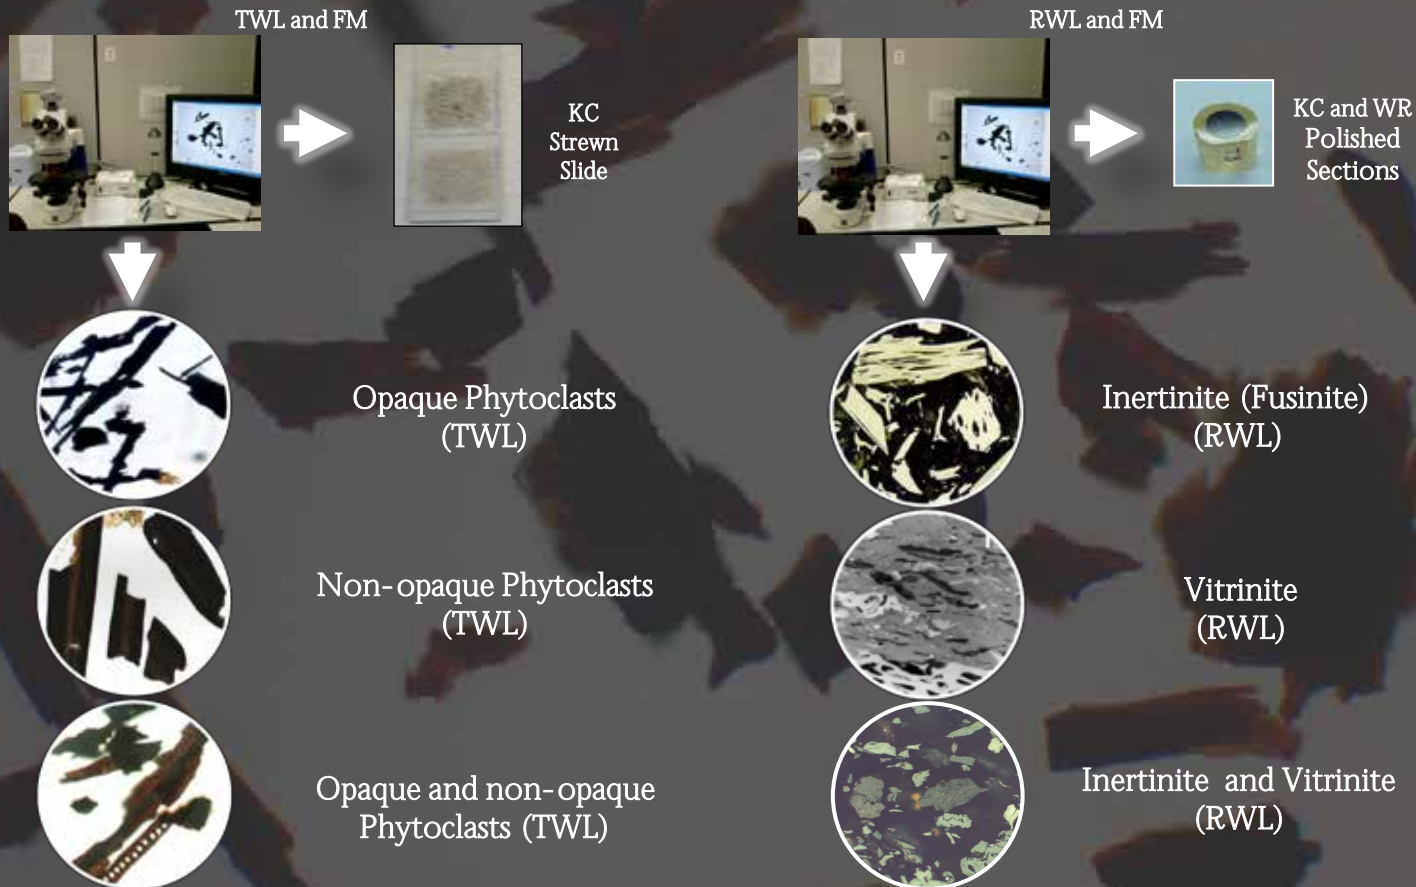 TWL and FM
KC
Strewn
Slide
Opaque Phytoclasts
(TWL)
Non-opaque Phytoclasts
(TWL)
Opaque and non-opaque
Phytoclasts (TWL)
RWL and FM
KC and WR
Polished
Sections
Inertinite (Fusinite)
(RWL)
Vitrinite
(RWL)
Inertinite and Vitrinite
(RWL)